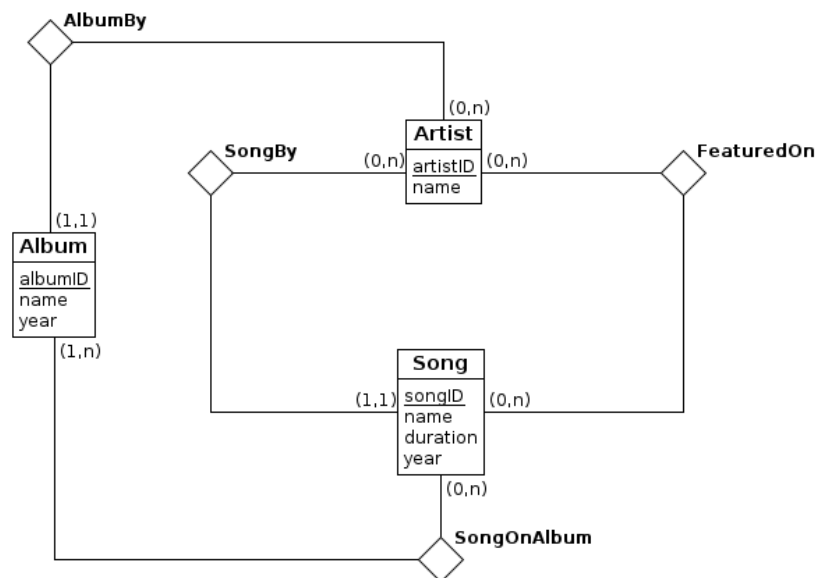 AlbumBy
(0,n)
Artist
SongBy
(0,n)
artistID
name
(0,n)
FeaturedOn
(1,1)
Album
albumID
name
year
(1,n)
Song
(1,1)
songID
name
duration
year
(0,n)
(0,n)
SongOnAlbum